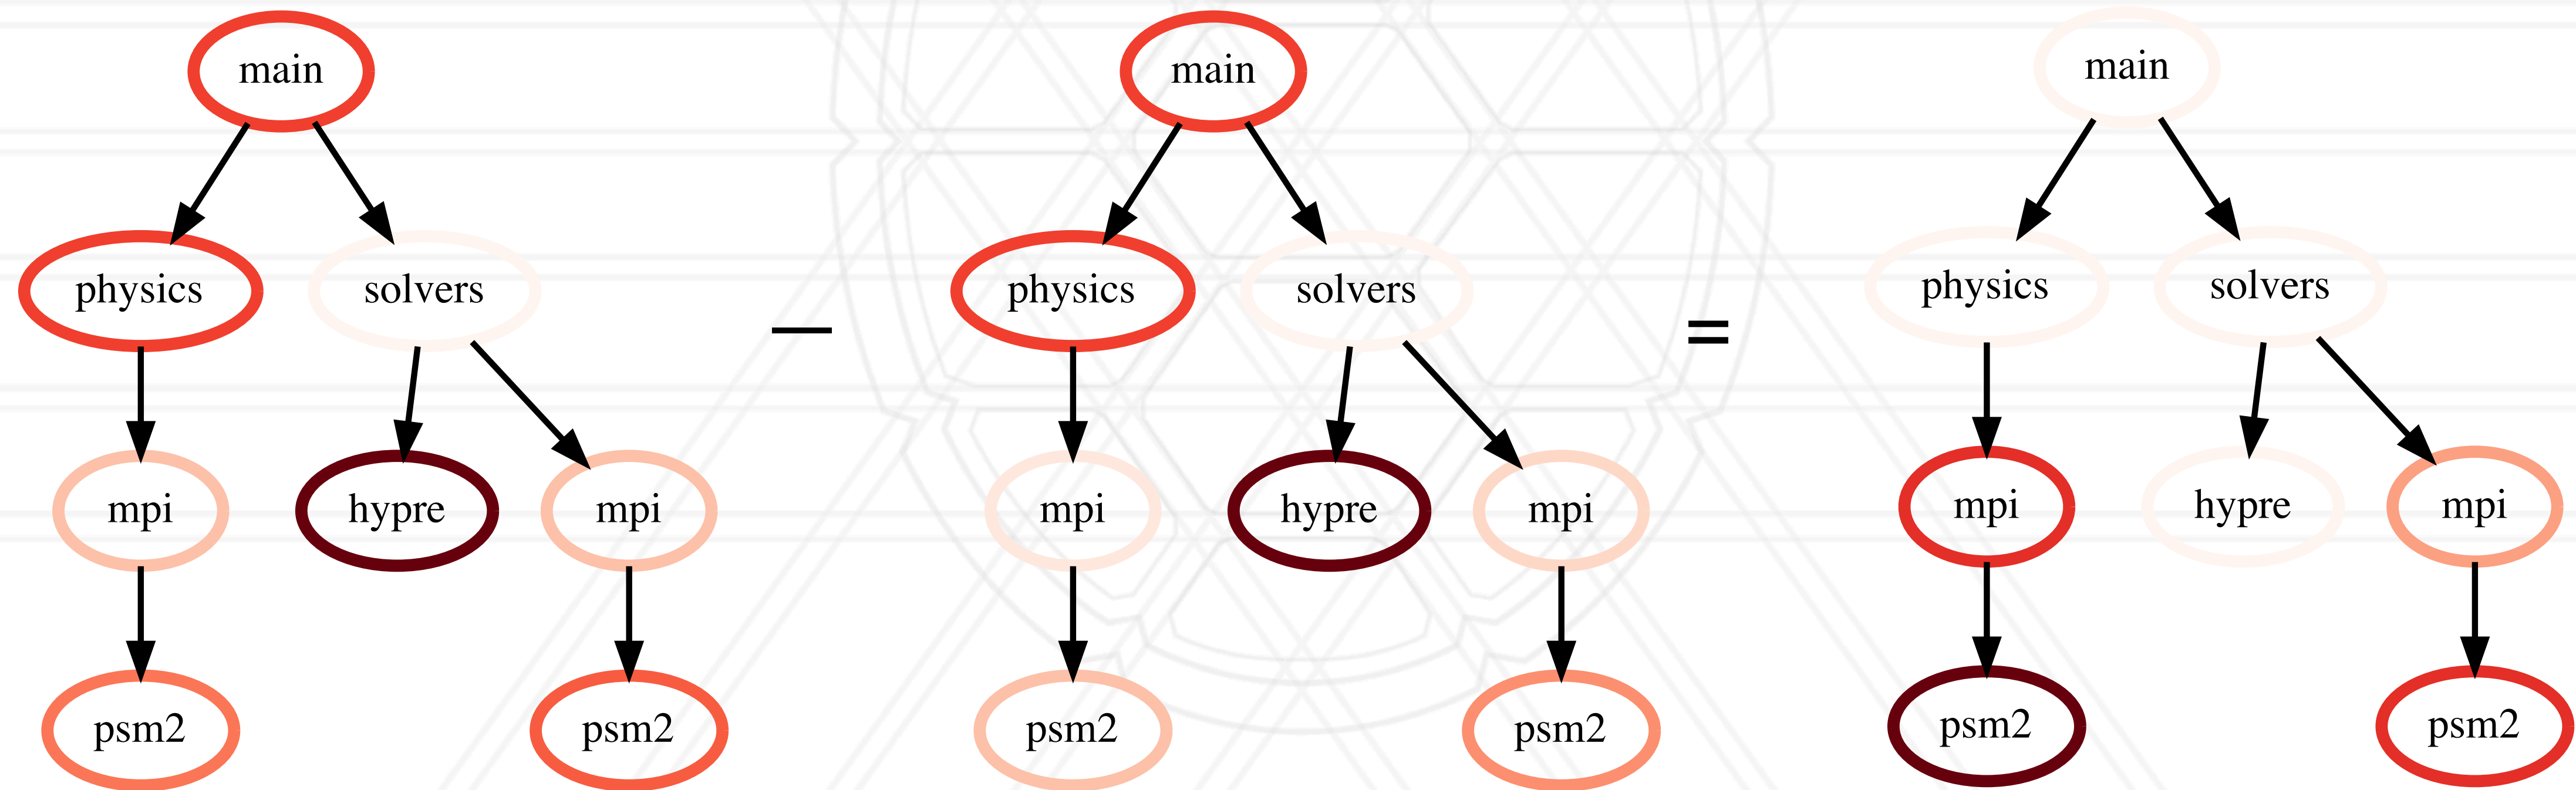 main
main
main
physics
solvers
—
physics
solvers
=
physics
solvers
mpi
hypre
mpi
mpi
hypre
mpi
mpi
hypre
mpi
psm2
psm2
psm2
psm2
psm2
psm2